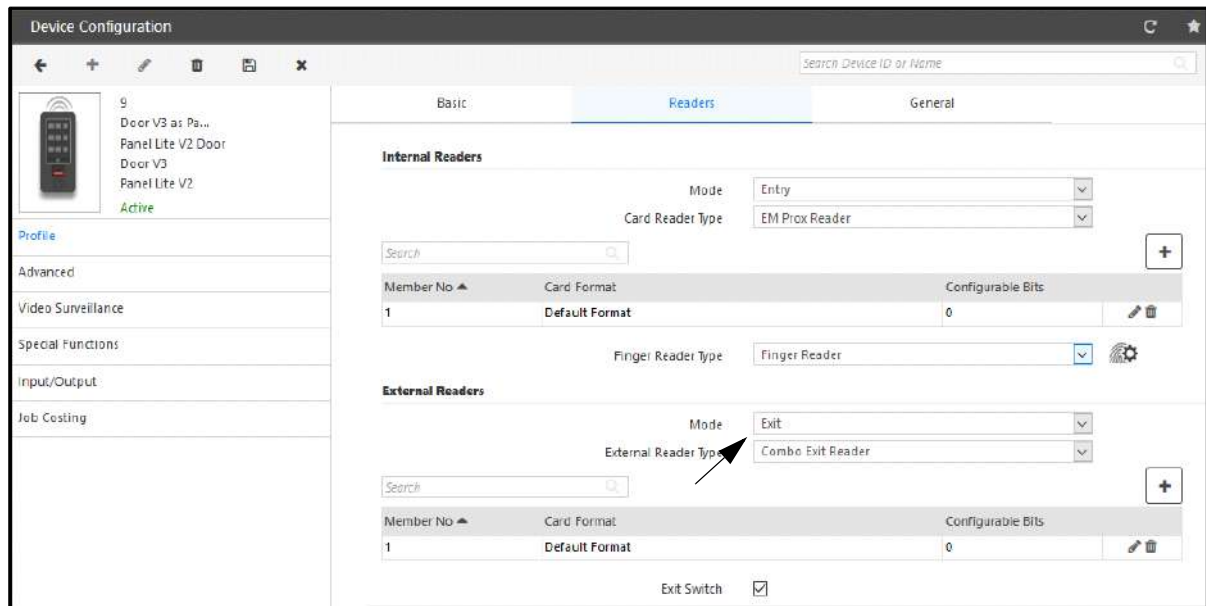 Device Configuration
Search Device ID or Name
9
Door V3 as Pa...
Panel Lite V2 Door
Door V3
Panel Lite V2
Active
Profile
Advanced
Video Surveillance
Special Functions
Input/Output
Job Costing
Basic Readers General
Internal Readers
Mode Entry
Card Reader Type EM Prox Reader
Search
Member No Card Format Configurable Bits
1 Default Format 0
Finger Reader Type Finger Reader
External Readers
Mode Exit
External Reader Type Combo Exit Reader
Search
Member No Card Format Configurable Bits
1 Default Format 0
Exit Switch